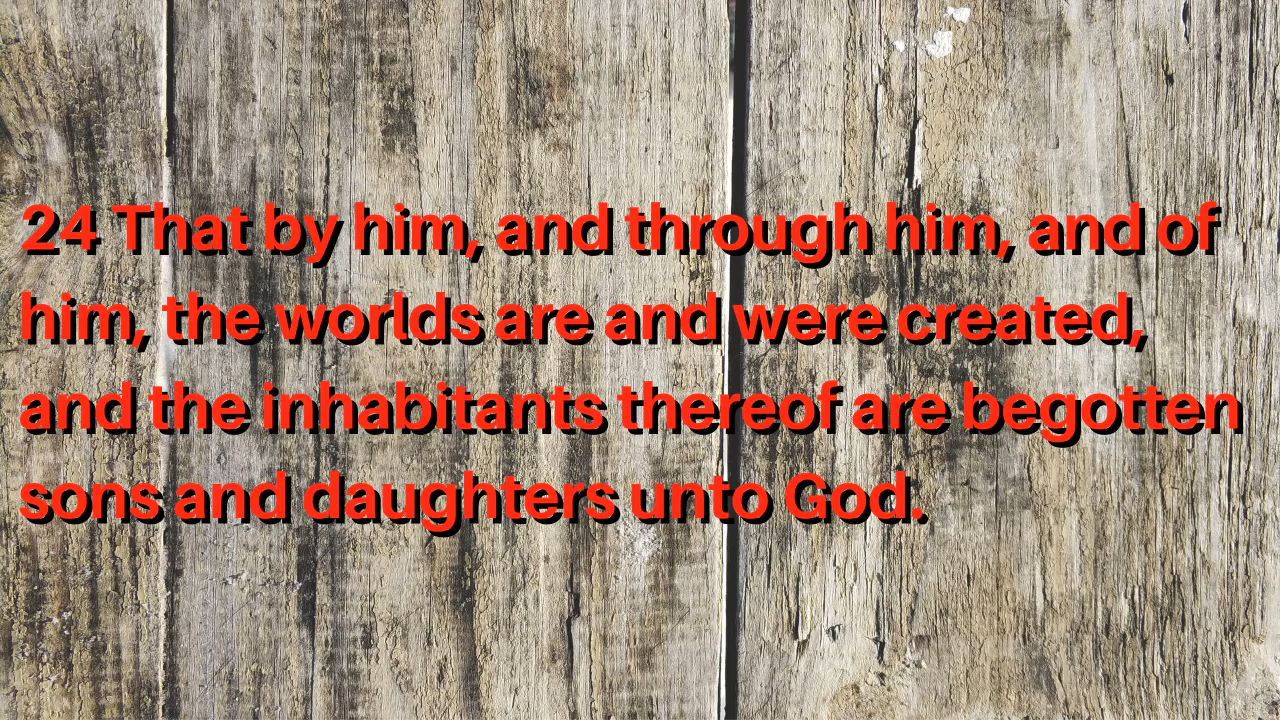 24 That by him, and through him, and of
him, the worlds are and were created,
and the inhabitants thereof are begotten
sons and daughters unto God.